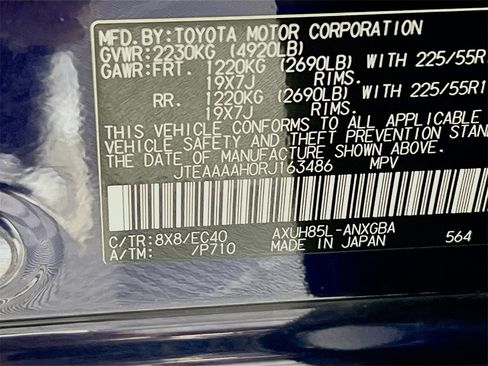 MFD. BY: TOYOTA MOTOR CORPORATION
GVWR: 2230KG (4920LB)
GAWR: FRT. 1220KG (2690LB) WITH 225/55R
19X7J RIMS.
RR. 1220KG (2690LB) WITH 225/55R1
19X7J RIMS.
THIS VEHICLE CONFORMS TO ALL APPLICABLE
VEHICLE SAFETY AND THEFT PREVENTION STAN
THE DATE OF MANUFACTURE SHOWN ABOVE.
JTEAAAAH0RJ163486 MPV
C/TR: 8X8/EC40 AXUH85L-ANXGBA
A/TM: /P710 MADE IN JAPAN 564